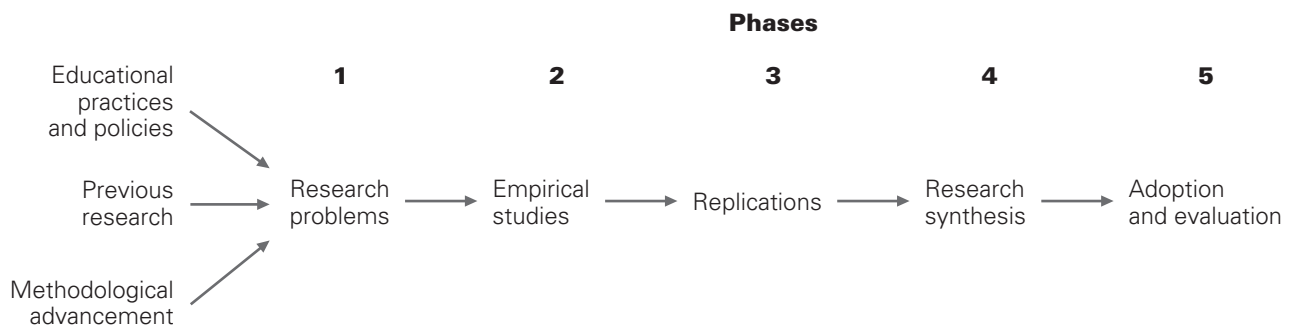 Phases
1 2 3 4 5
Educational
practices
and policies
Previous
research
Methodological
advancement
Research
problems
Empirical
studies
Replications
Research
synthesis
Adoption
and evaluation